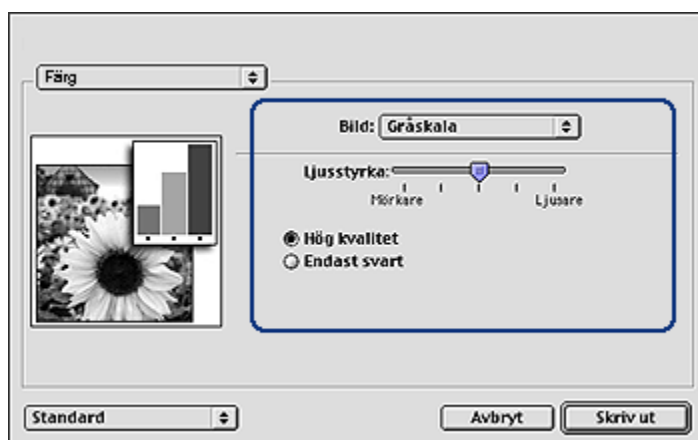 Färg
Bild: Gråskala
Ljusstyrka:
Mörkare Ljusare
Hög kvalitet
Endast svart
Standard Avbryt Skriv ut